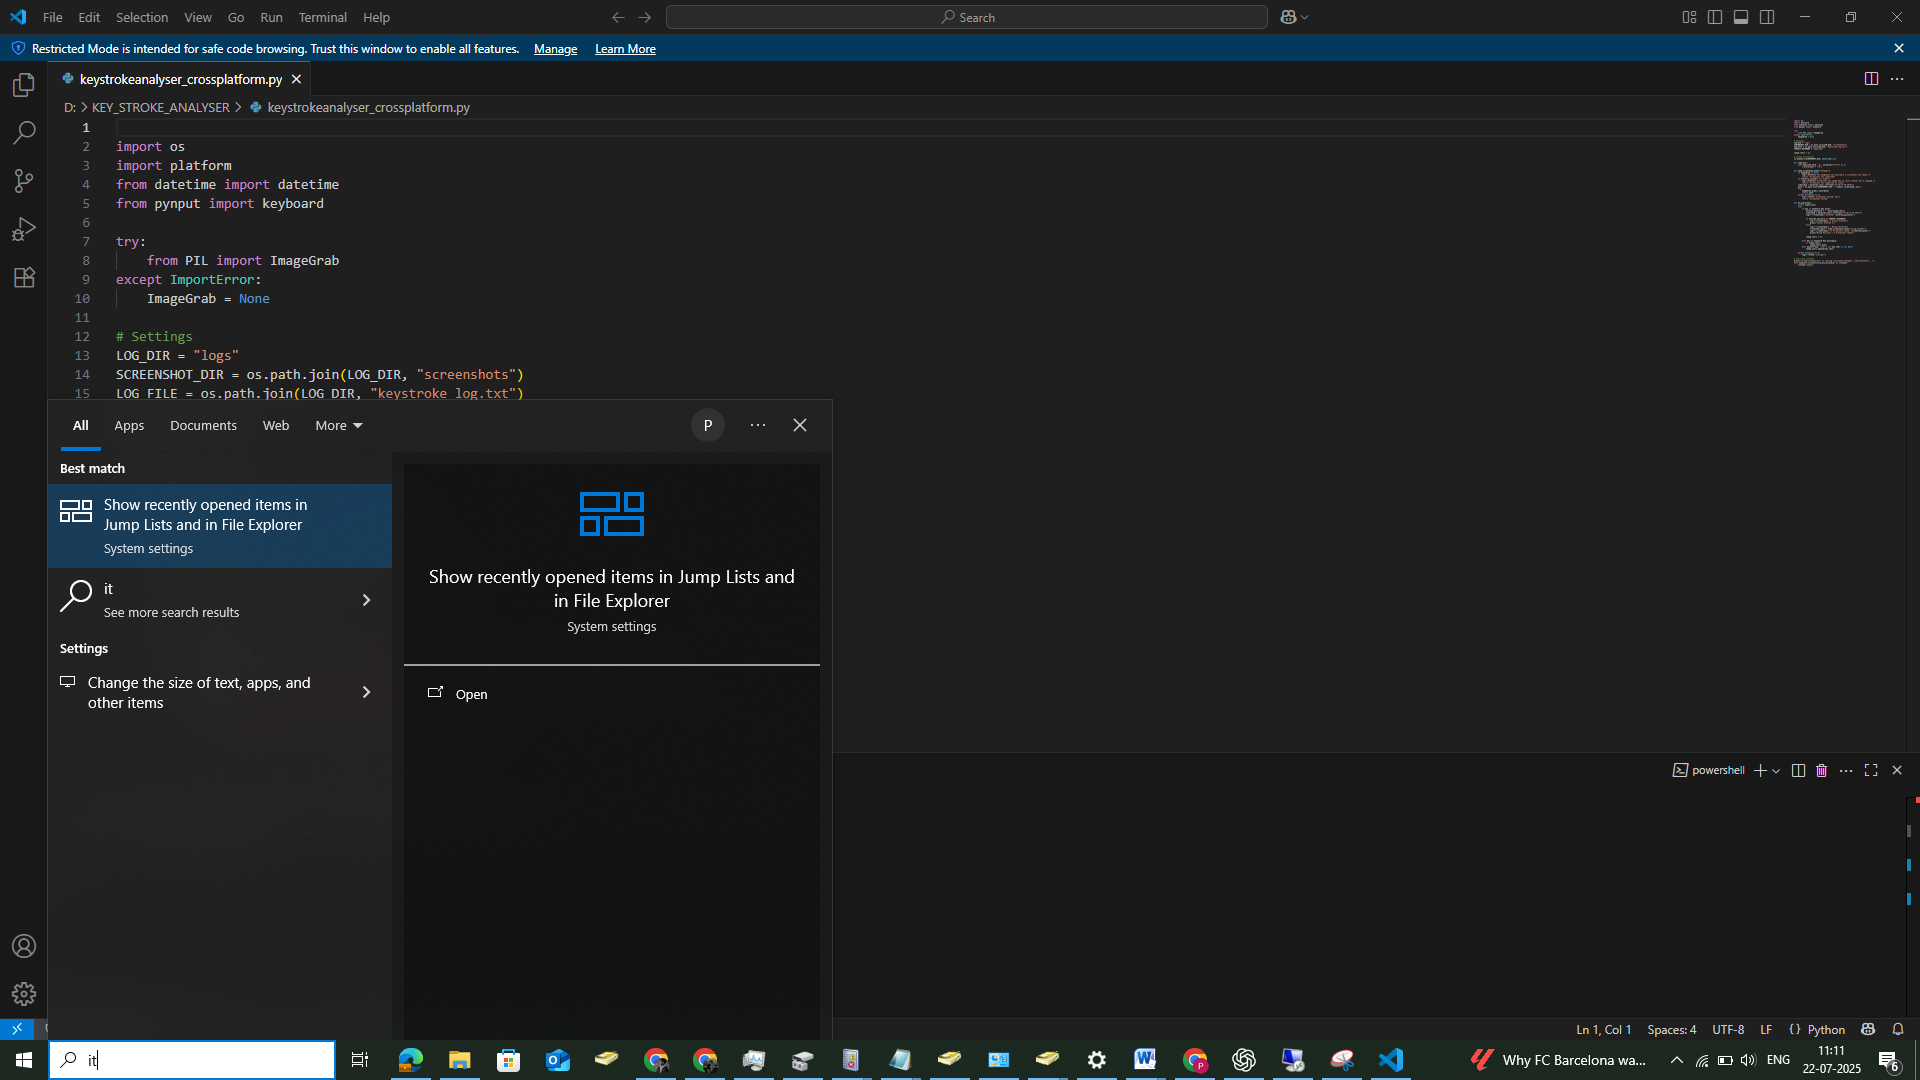 File Edit Selection View Go Run Terminal Help
Search
Restricted Mode is intended for safe code browsing. Trust this window to enable all features. Manage Learn More
keystrokeanalyser_crossplatform.py
D: > KEY_STROKE_ANALYSER > keystrokeanalyser_crossplatform.py
1
2 import os
3 import platform
4 from datetime import datetime
5 from pynput import keyboard
6
7 try:
8     from PIL import ImageGrab
9 except ImportError:
10     ImageGrab = None
11
12 # Settings
13 LOG_DIR = "logs"
14 SCREENSHOT_DIR = os.path.join(LOG_DIR, "screenshots")
15 LOG_FILE = os.path.join(LOG_DIR, "keystroke_log.txt")
All Apps Documents Web More
P
Best match
Show recently opened items in
Jump Lists and in File Explorer
System settings
it
See more search results
Settings
Change the size of text, apps, and
other items
Show recently opened items in Jump Lists and
in File Explorer
System settings
Open
powershell
Ln 1, Col 1 Spaces: 4 UTF-8 LF {} Python
it
Why FC Barcelona wa...
ENG
11:11
22-07-2025
6